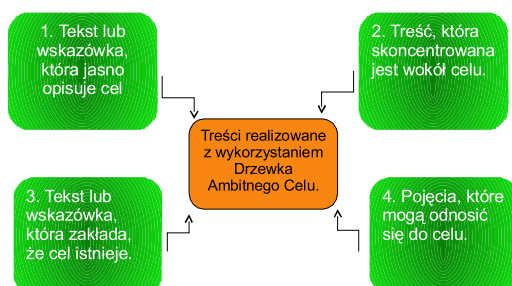 1. Tekst lub
wskazówka,
która jasno
opisuje cel
2. Treść, która
skoncentrowana
jest wokół celu.
Treści realizowane
z wykorzystaniem
Drzewka
Ambitnego Celu.
3. Tekst lub
wskazówka,
która zakłada,
że cel istnieje.
4. Pojęcia, które
mogą odnosić
się do celu.